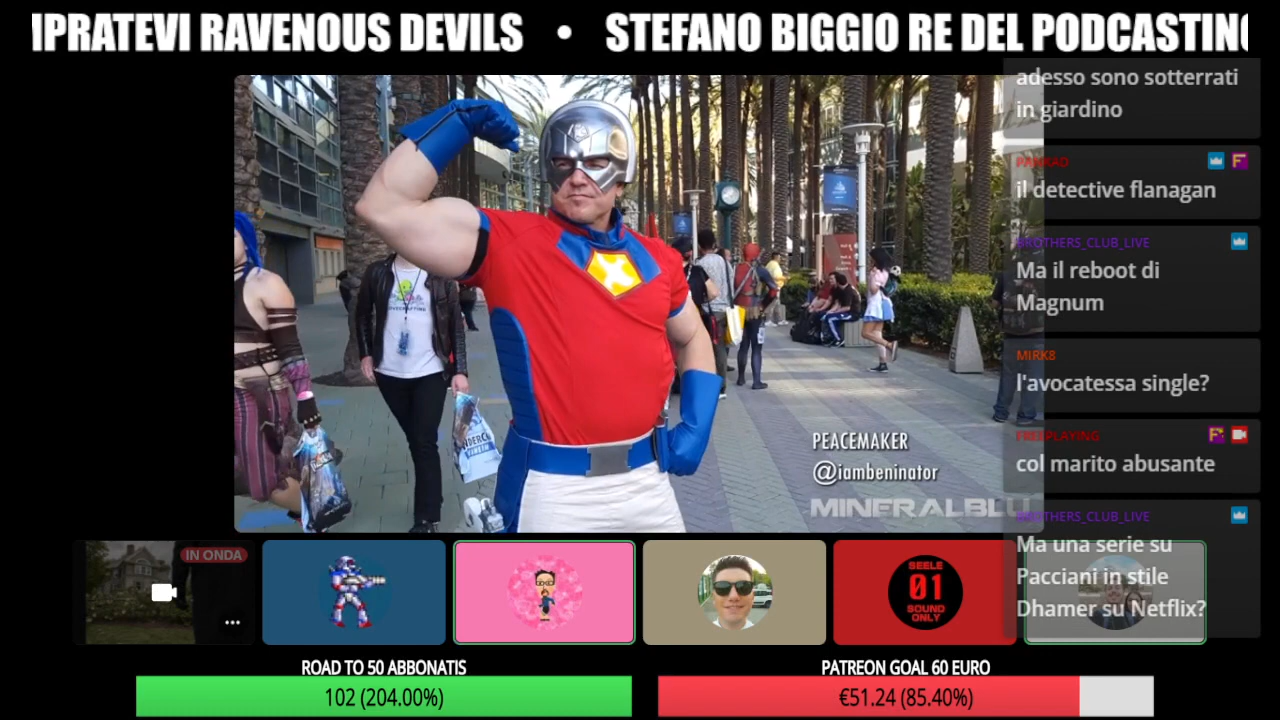 IPRATEVI RAVENOUS DEVILS • STEFANO BIGGIO RE DEL PODCASTING
adesso sono sotterrati
in giardino
il detective flanagan
BROTHERS_CLUB_LIVE
Ma il reboot di
Magnum
MIRK8
l'avocatessa single?
FREEPLAYING
col marito abusante
BROTHERS_CLUB_LIVE
Ma una serie su
Pacciani in stile
Dhamer su Netflix?
PEACEMAKER
@iambeninator
MINERALBLU
IN ONDA
SEELE
01
SOUND
ONLY
ROAD TO 50 ABBONATIS
102 (204.00%)
PATREON GOAL 60 EURO
€51.24 (85.40%)